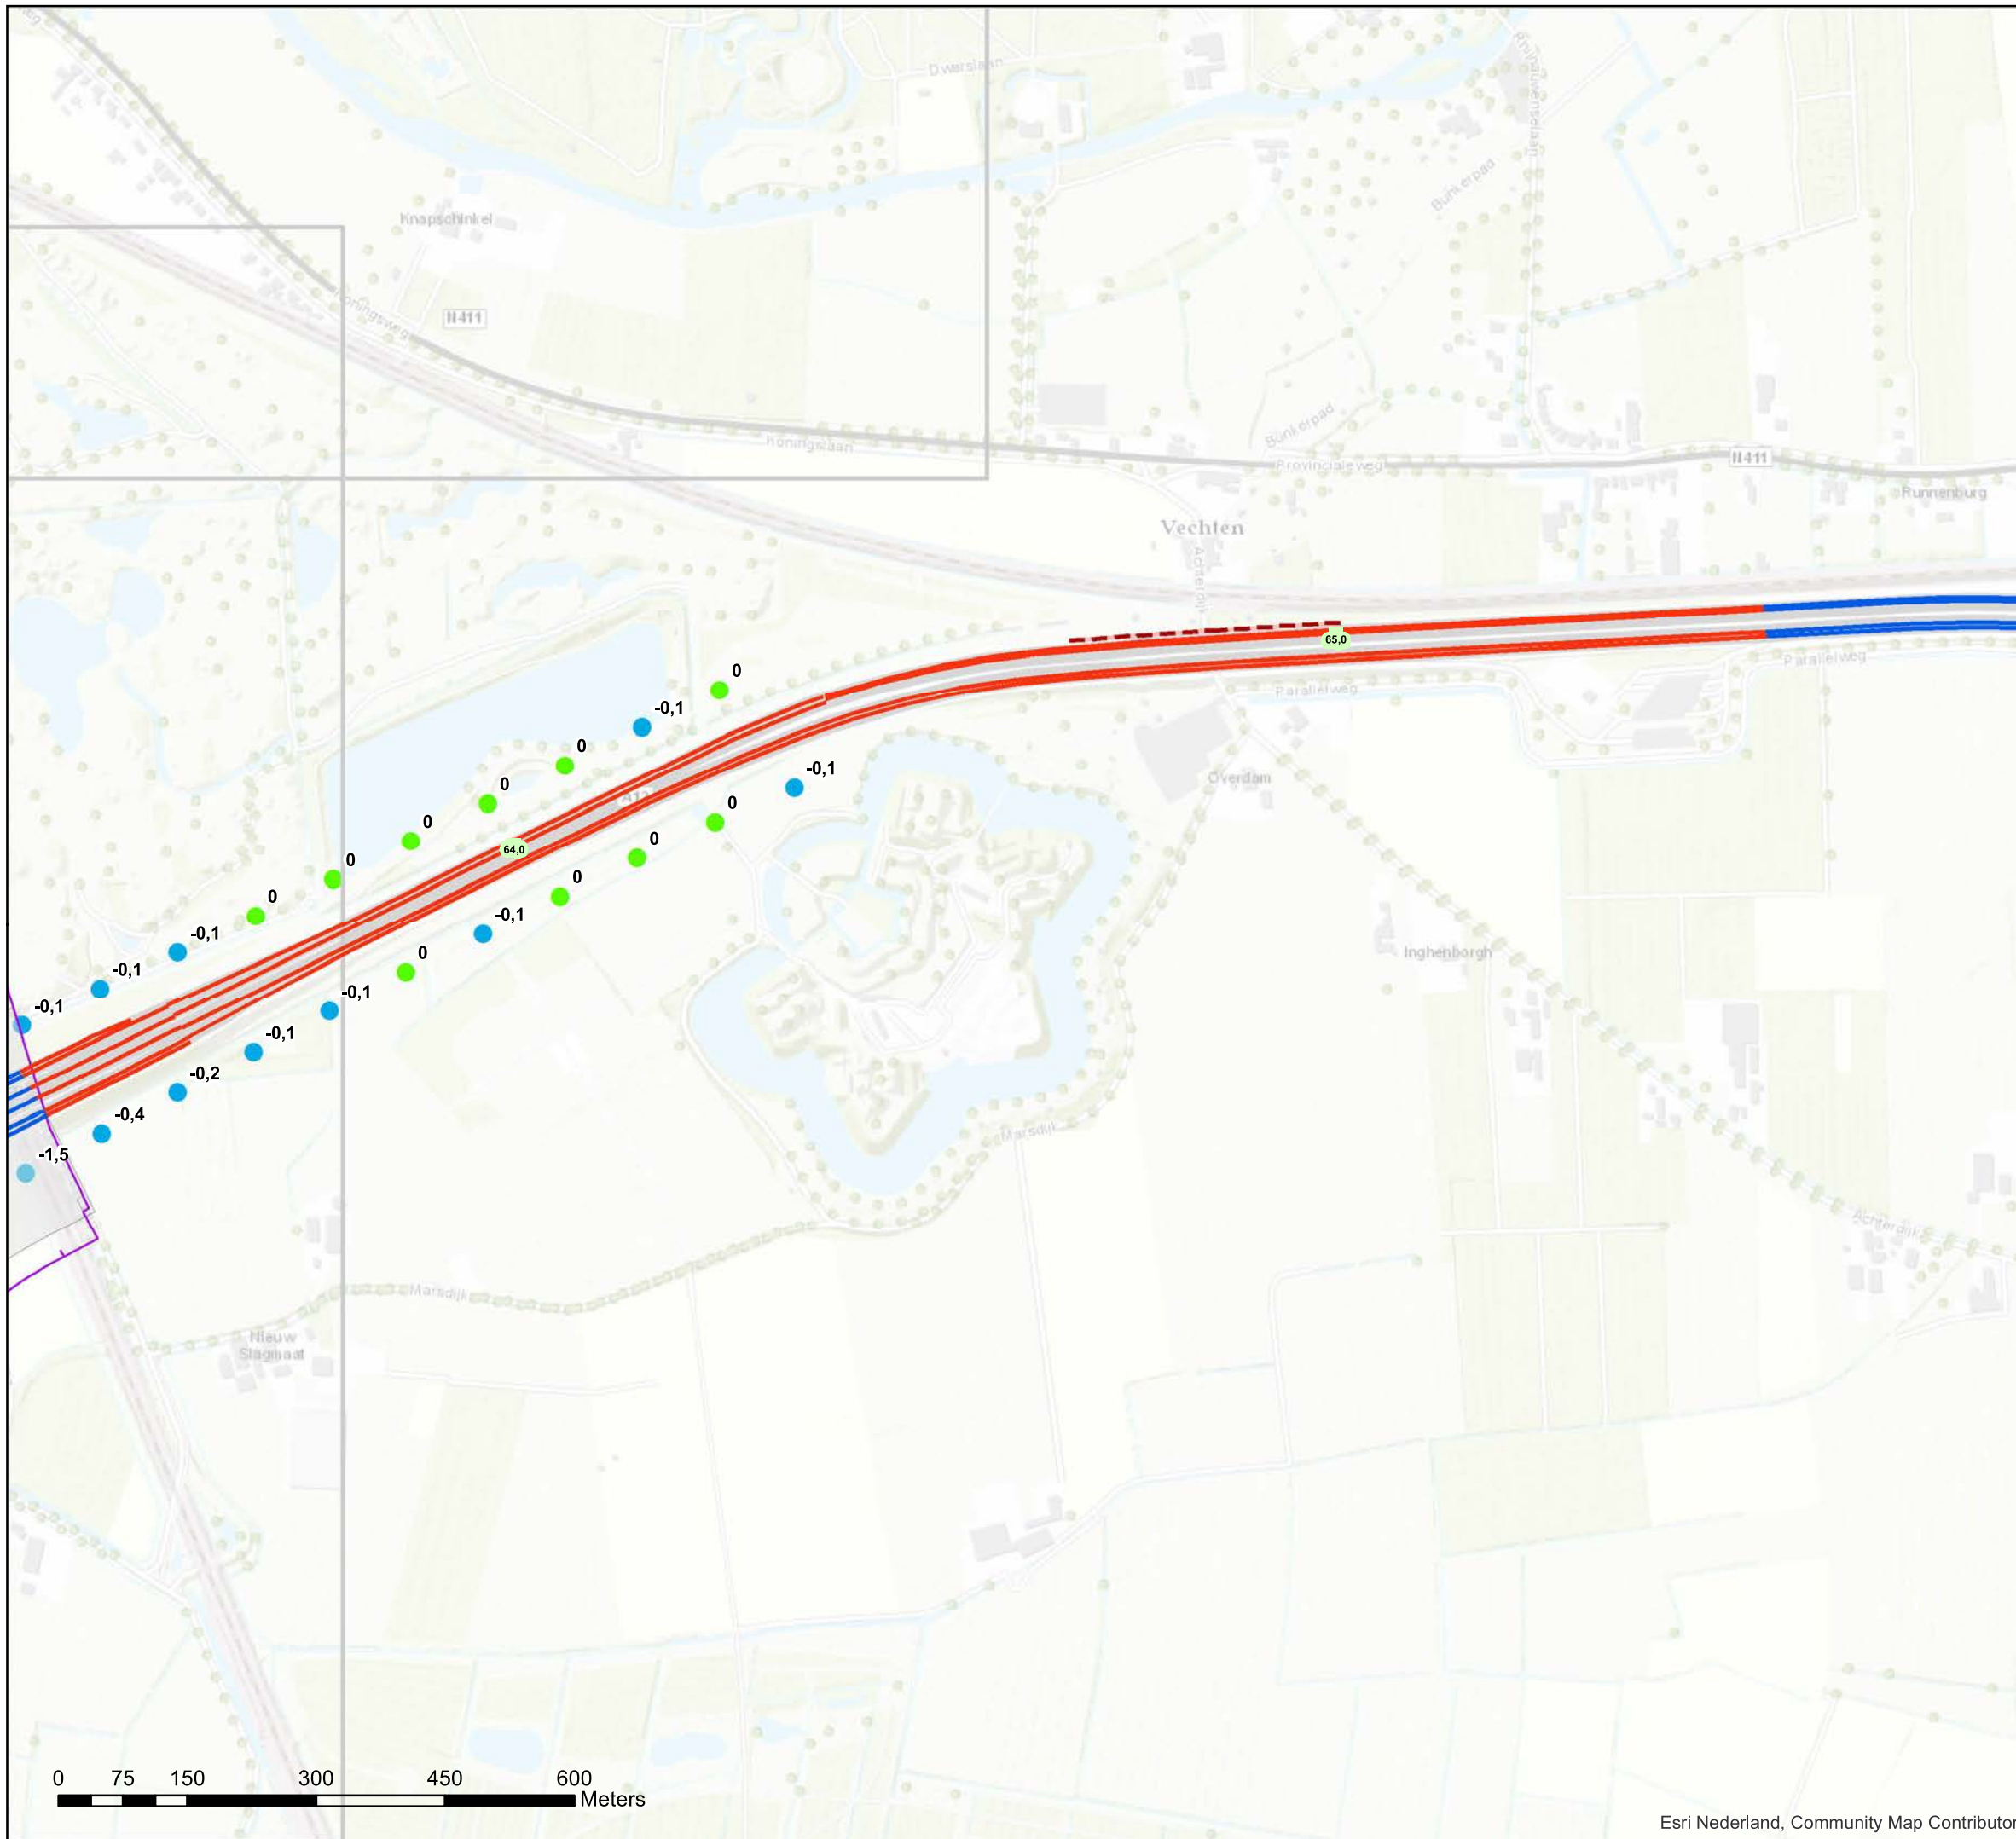 Dwarslaan
Rhijnauwenselaan
Bunkerpad
Knapschinkel
N411
Koningsweg
Koningslaan
Bunkerpad
Provincialeweg
N411
Runnenburg
Vechten
Achterdijk
65,0
Parallelweg
Parallelweg
0
-0,1
0
-0,1
0
0
A12
0
0
64,0
0
0
0
-0,1
-0,1
0
-0,1
-0,1
-0,1
-0,1
-0,2
-0,4
-1,5
Overdam
Inghenborgh
Marsdijk
Achterdijk
Marsdijk
Nieuw
Slagmaat
0 75 150 300 450 600
Meters
Esri Nederland, Community Map Contributor